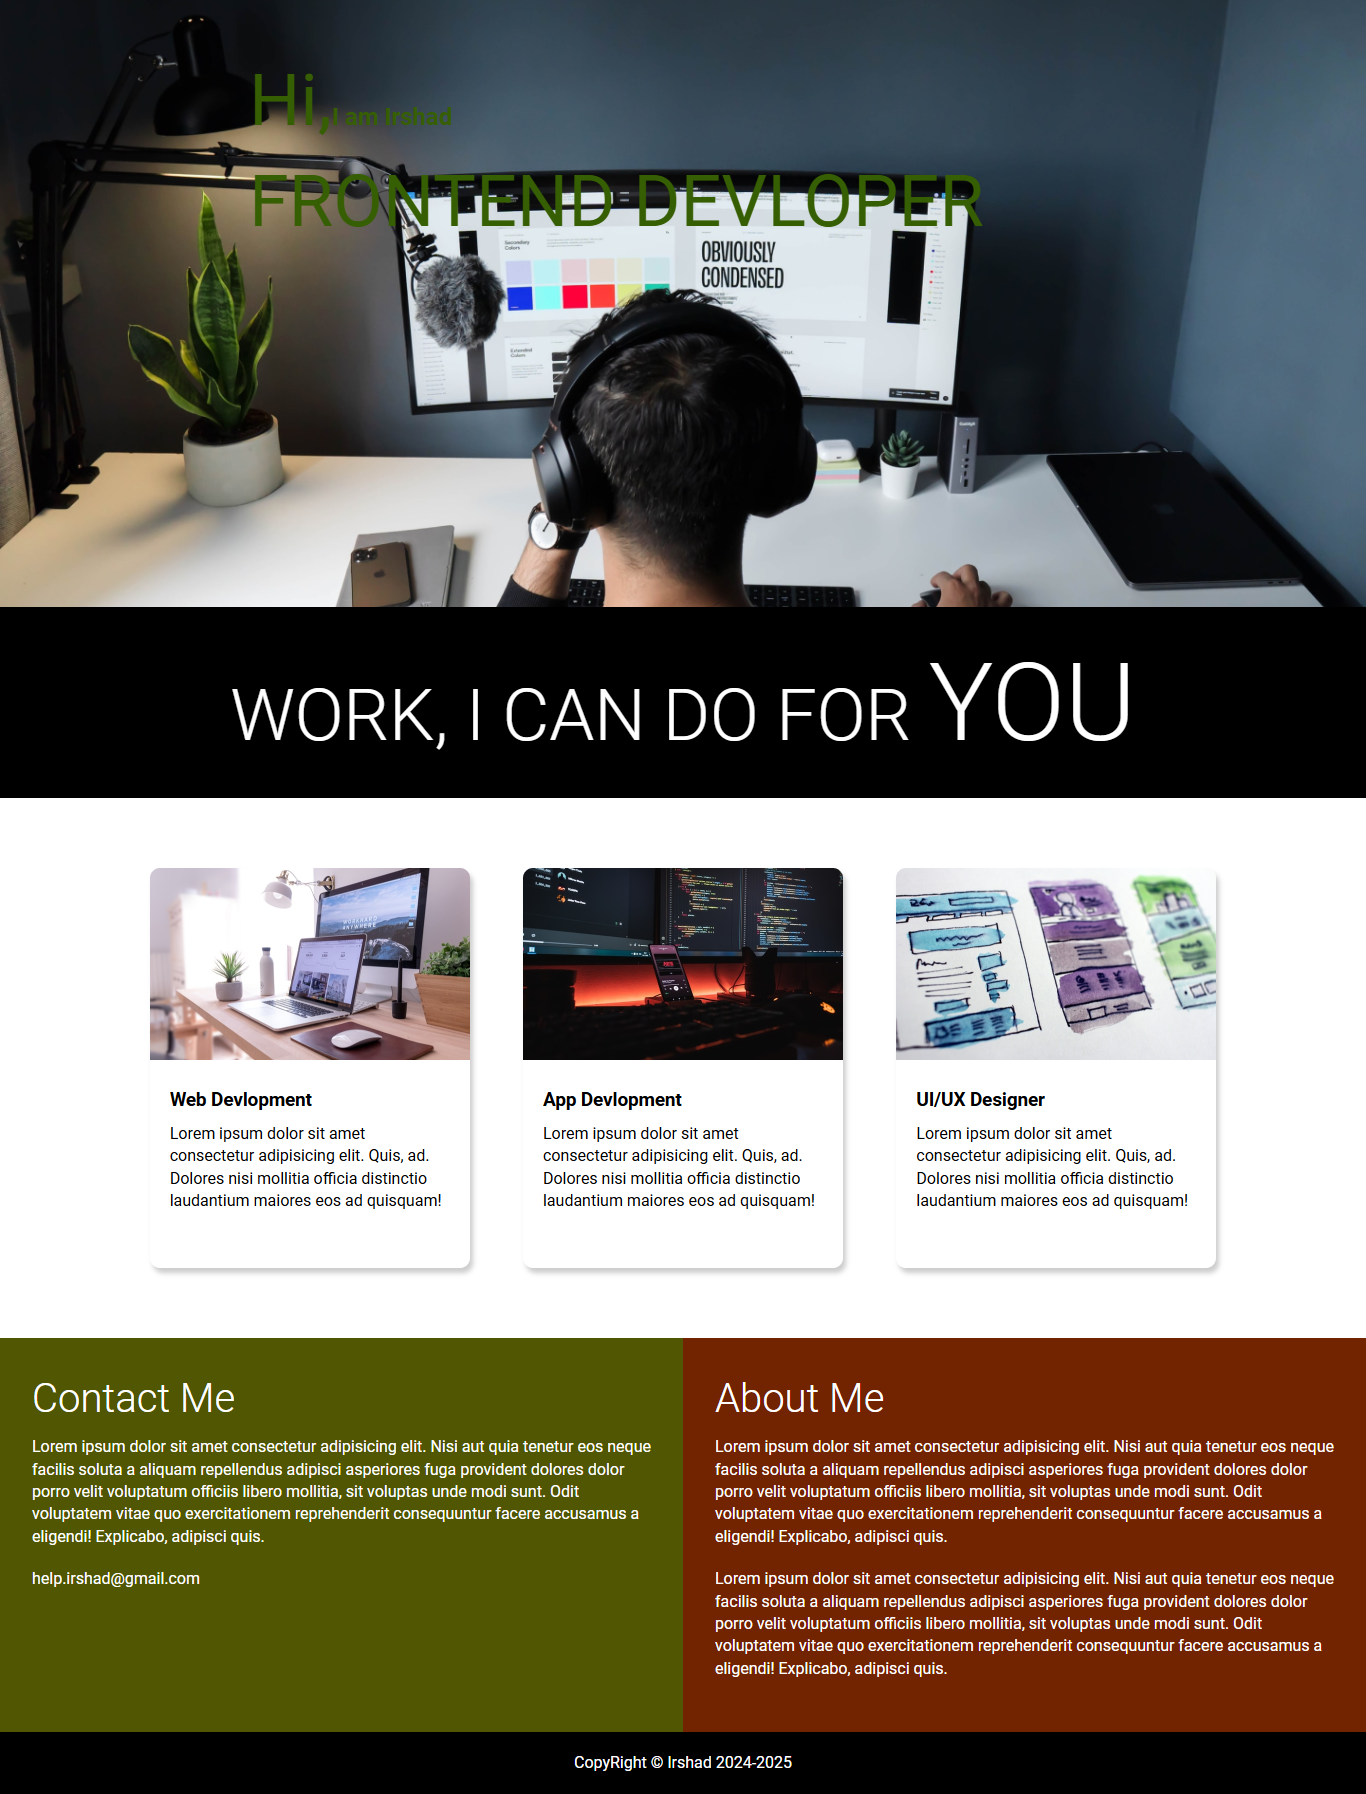 Hi,I am Irshad
FRONTEND DEVLOPER
Secondary
Colors
OBVIOUSLY
CONDENSED
Extended
Colors
WORK, I CAN DO FOR YOU
WORKHARD
ANYWHERE
Web Devlopment
Lorem ipsum dolor sit amet
consectetur adipisicing elit. Quis, ad.
Dolores nisi mollitia officia distinctio
laudantium maiores eos ad quisquam!
App Devlopment
Lorem ipsum dolor sit amet
consectetur adipisicing elit. Quis, ad.
Dolores nisi mollitia officia distinctio
laudantium maiores eos ad quisquam!
UI/UX Designer
Lorem ipsum dolor sit amet
consectetur adipisicing elit. Quis, ad.
Dolores nisi mollitia officia distinctio
laudantium maiores eos ad quisquam!
Contact Me
Lorem ipsum dolor sit amet consectetur adipisicing elit. Nisi aut quia tenetur eos neque
facilis soluta a aliquam repellendus adipisci asperiores fuga provident dolores dolor
porro velit voluptatum officiis libero mollitia, sit voluptas unde modi sunt. Odit
voluptatem vitae quo exercitationem reprehenderit consequuntur facere accusamus a
eligendi! Explicabo, adipisci quis.
help.irshad@gmail.com
About Me
Lorem ipsum dolor sit amet consectetur adipisicing elit. Nisi aut quia tenetur eos neque
facilis soluta a aliquam repellendus adipisci asperiores fuga provident dolores dolor
porro velit voluptatum officiis libero mollitia, sit voluptas unde modi sunt. Odit
voluptatem vitae quo exercitationem reprehenderit consequuntur facere accusamus a
eligendi! Explicabo, adipisci quis.
Lorem ipsum dolor sit amet consectetur adipisicing elit. Nisi aut quia tenetur eos neque
facilis soluta a aliquam repellendus adipisci asperiores fuga provident dolores dolor
porro velit voluptatum officiis libero mollitia, sit voluptas unde modi sunt. Odit
voluptatem vitae quo exercitationem reprehenderit consequuntur facere accusamus a
eligendi! Explicabo, adipisci quis.
CopyRight © Irshad 2024-2025